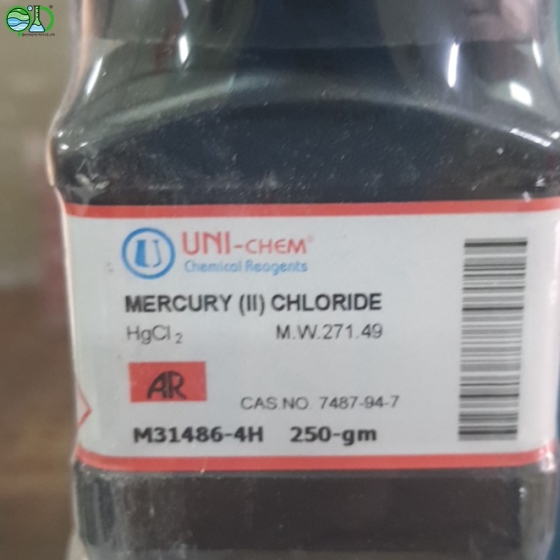 UNI-CHEM®
Chemical Reagents
MERCURY (II) CHLORIDE
HgCl₂ M.W.271.49
AR
CAS.NO. 7487-94-7
M31486-4H 250-gm